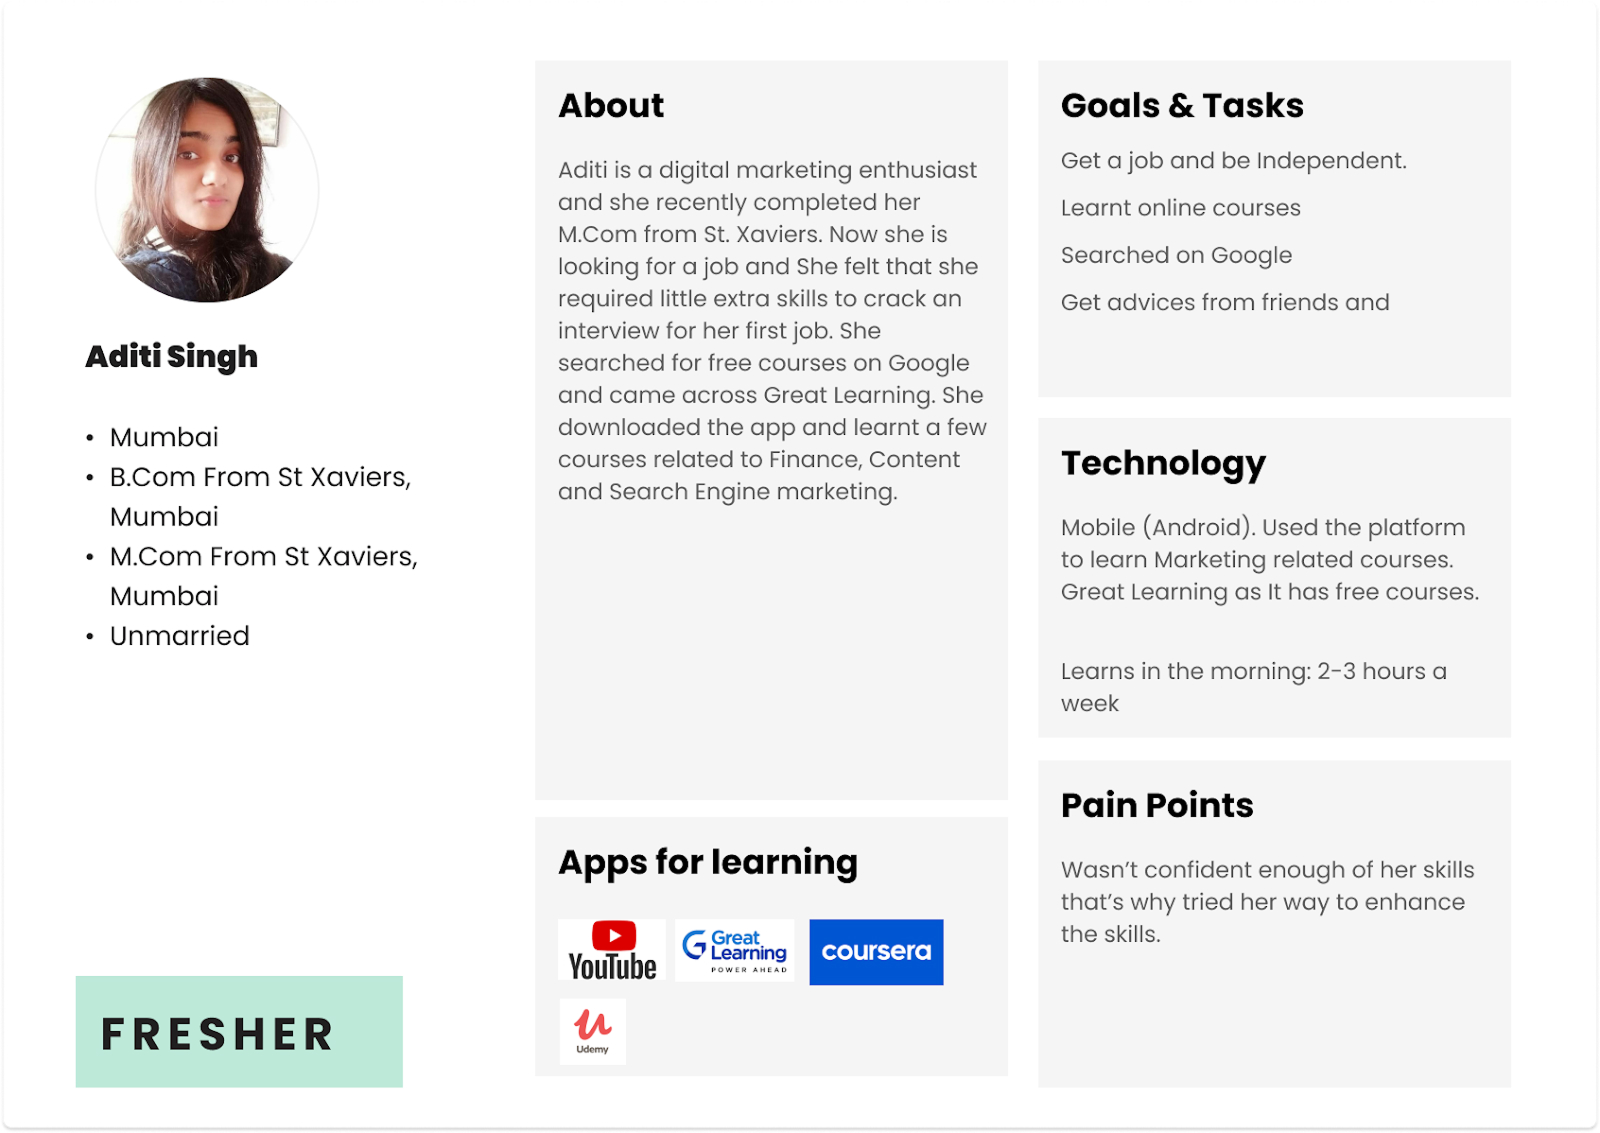 Aditi Singh
• Mumbai
• B.Com From St Xaviers,
Mumbai
• M.Com From St Xaviers,
Mumbai
• Unmarried
FRESHER
About
Aditi is a digital marketing enthusiast
and she recently completed her
M.Com from St. Xaviers. Now she is
looking for a job and She felt that she
required little extra skills to crack an
interview for her first job. She
searched for free courses on Google
and came across Great Learning. She
downloaded the app and learnt a few
courses related to Finance, Content
and Search Engine marketing.
Apps for learning
YouTube
Great
Learning
POWER AHEAD
coursera
Udemy
Goals & Tasks
Get a job and be Independent.
Learnt online courses
Searched on Google
Get advices from friends and
Technology
Mobile (Android). Used the platform
to learn Marketing related courses.
Great Learning as It has free courses.
Learns in the morning: 2-3 hours a
week
Pain Points
Wasn’t confident enough of her skills
that’s why tried her way to enhance
the skills.